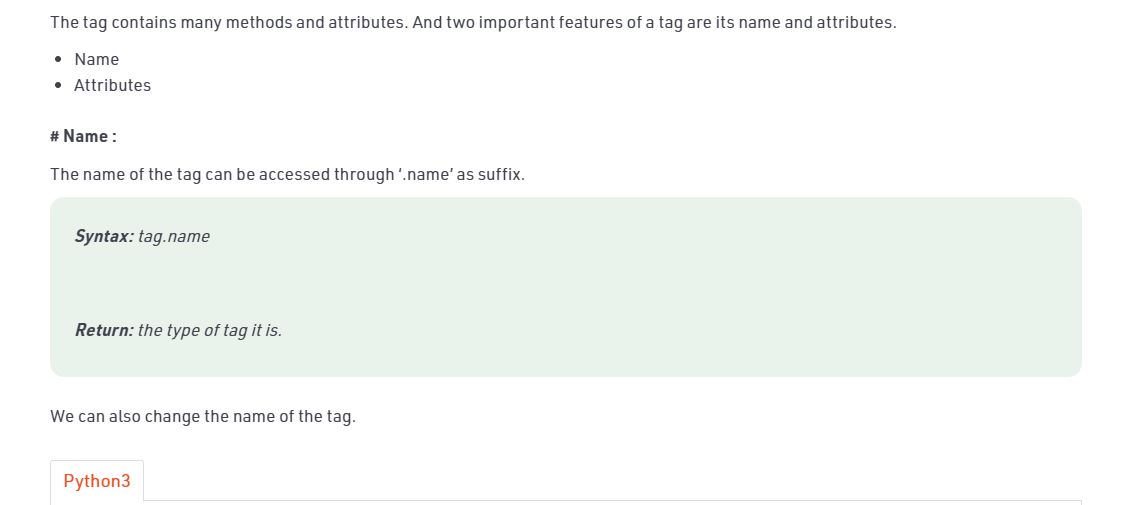 The tag contains many methods and attributes. And two important features of a tag are its name and attributes.
• Name
• Attributes
# Name :
The name of the tag can be accessed through ‘.name’ as suffix.
Syntax: tag.name
Return: the type of tag it is.
We can also change the name of the tag.
Python3